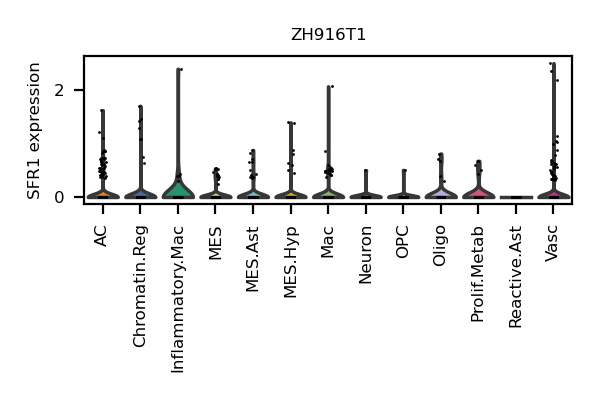 ZH916T1
SFR1 expression
2
0
AC
Chromatin.Reg
Inflammatory.Mac
MES
MES.Ast
MES.Hyp
Mac
Neuron
OPC
Oligo
Prolif.Metab
Reactive.Ast
Vasc